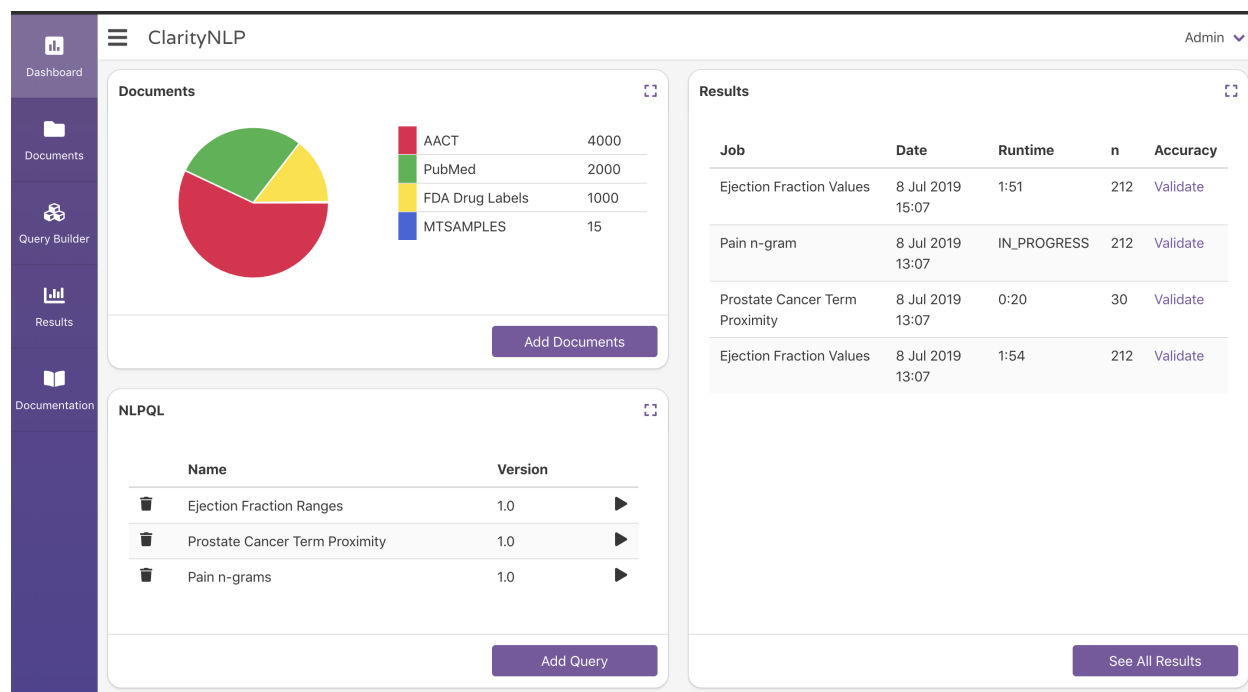 ClarityNLP
Admin
Dashboard
Documents
Query Builder
Results
Documentation
Documents
AACT 4000
PubMed 2000
FDA Drug Labels 1000
MTSAMPLES 15
Add Documents
NLPQL
Name Version
Ejection Fraction Ranges 1.0
Prostate Cancer Term Proximity 1.0
Pain n-grams 1.0
Add Query
Results
Job Date Runtime n Accuracy
Ejection Fraction Values 8 Jul 2019 1:51 212 Validate
15:07
Pain n-gram 8 Jul 2019 IN_PROGRESS 212 Validate
13:07
Prostate Cancer Term 8 Jul 2019 0:20 30 Validate
Proximity 13:07
Ejection Fraction Values 8 Jul 2019 1:54 212 Validate
13:07
See All Results